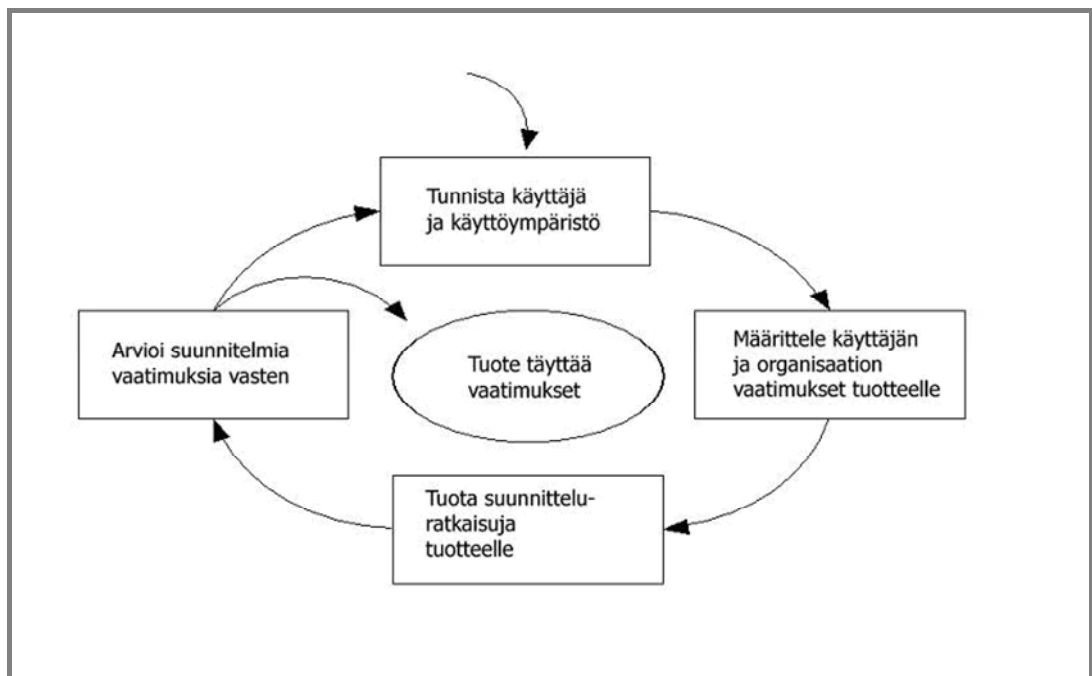 Tunnista käyttäjä
ja käyttöympäristö
Määrittele käyttäjän
ja organisaation
vaatimukset tuotteelle
Tuota suunnittelu-
ratkaisuja
tuotteelle
Arvioi suunnitelmia
vaatimuksia vasten
Tuote täyttää
vaatimukset